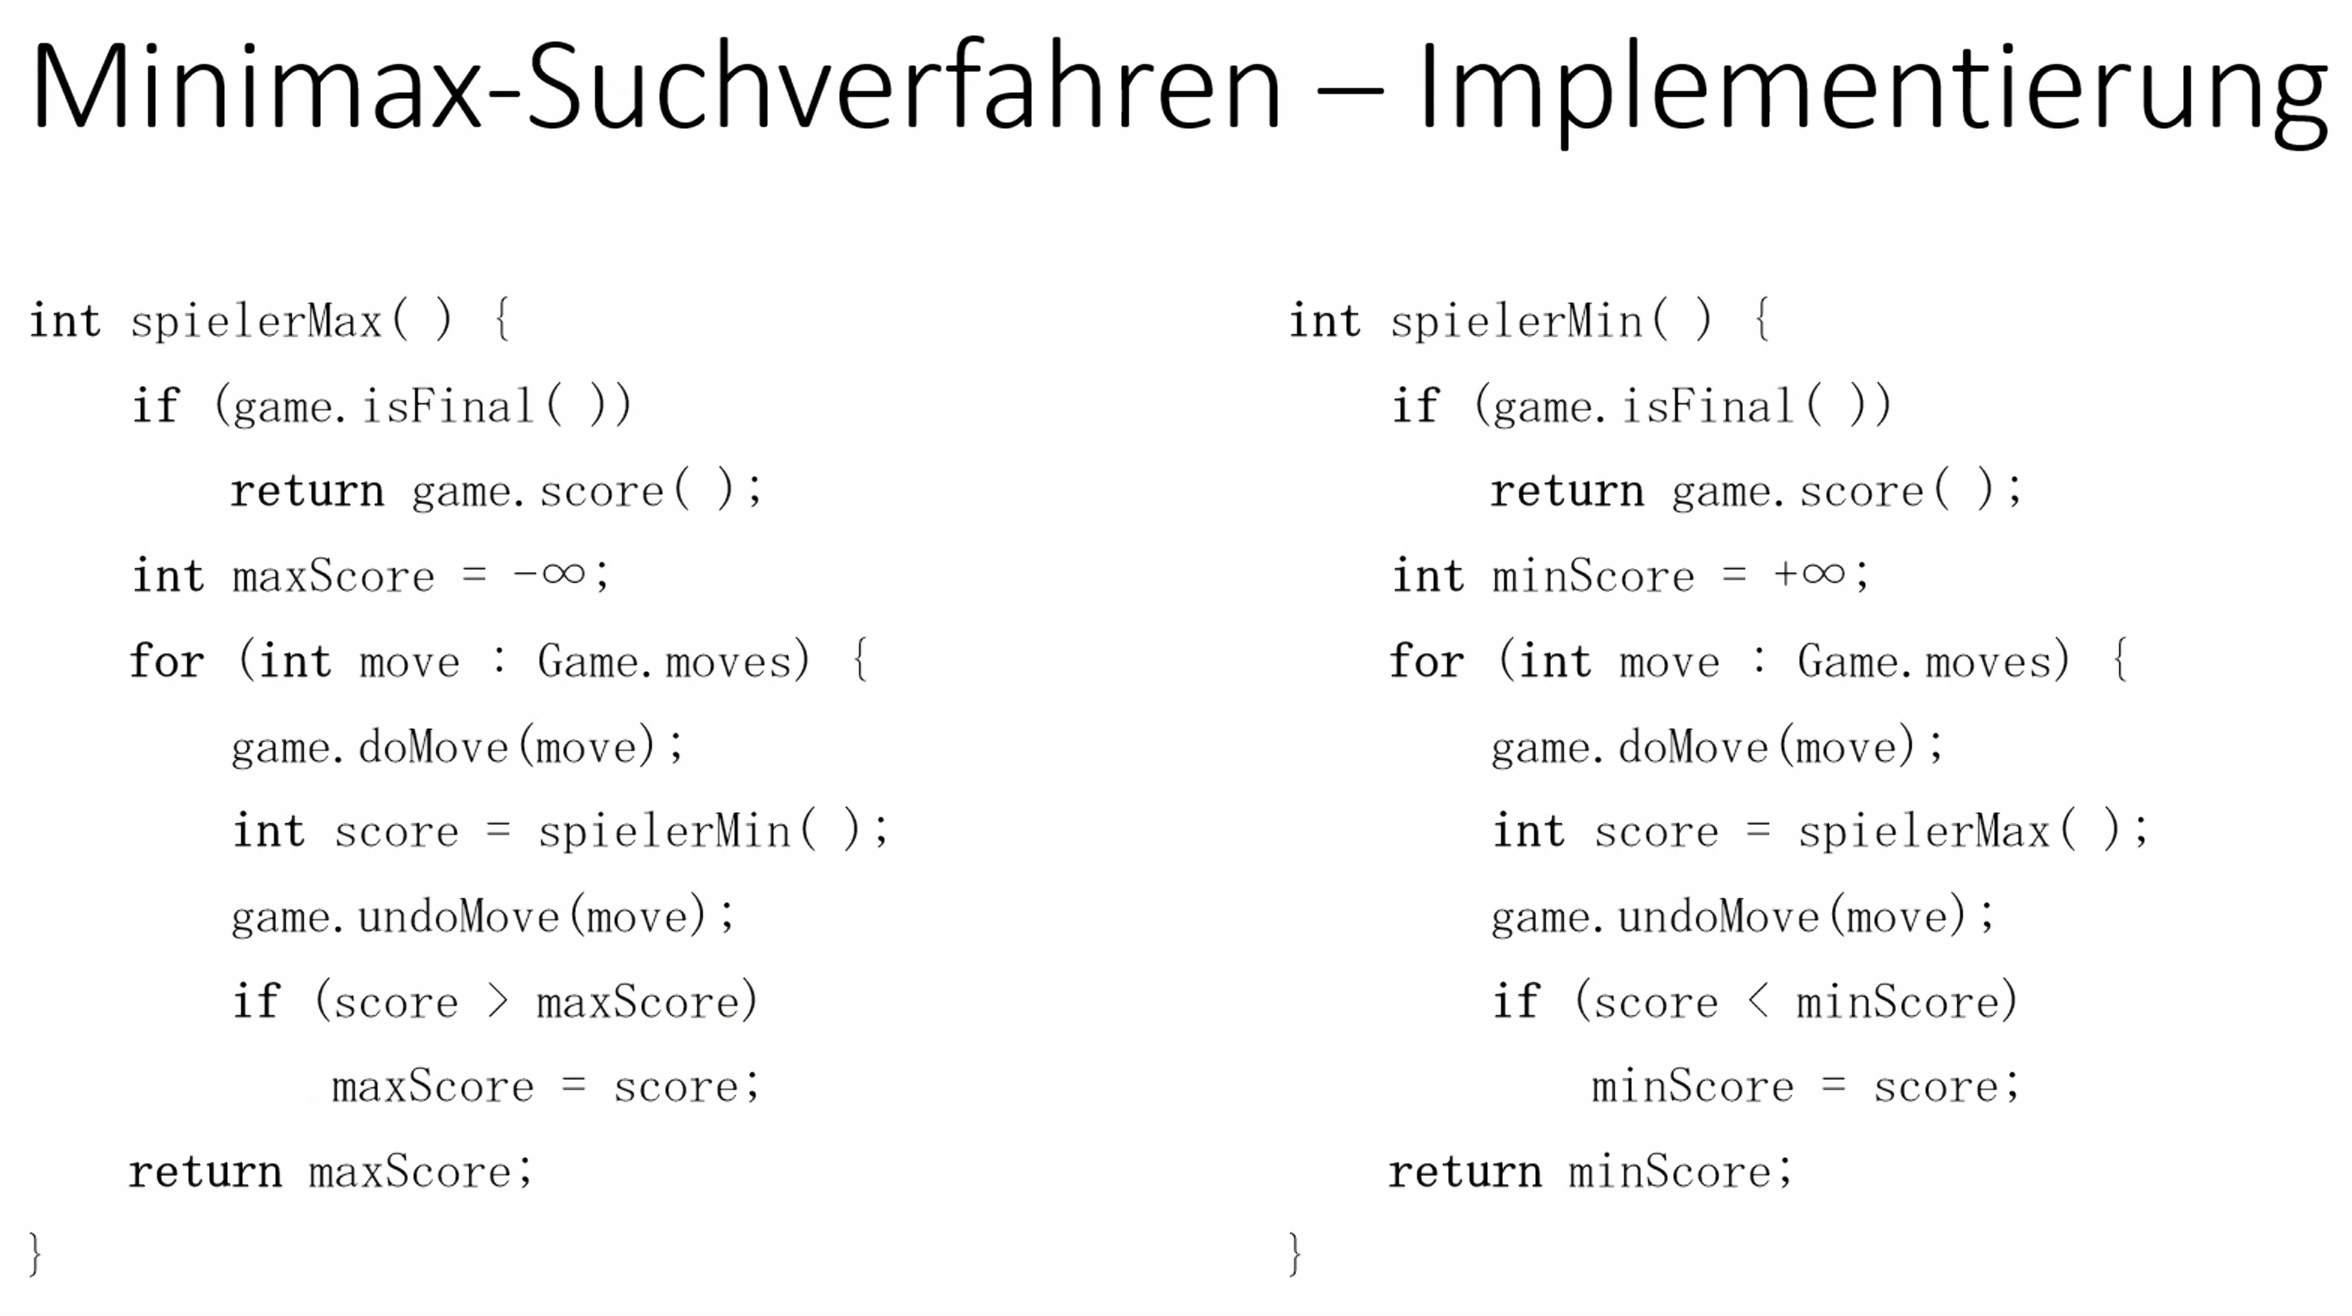 Minimax-Suchverfahren – Implementierung
int spielerMax( ) {
if (game.isFinal( ))
return game.score( );
int maxScore = -∞;
for (int move : Game.moves) {
game.doMove(move);
int score = spielerMin( );
game.undoMove(move);
if (score > maxScore)
maxScore = score;
return maxScore;
}
int spielerMin( ) {
if (game.isFinal( ))
return game.score( );
int minScore = +∞;
for (int move : Game.moves) {
game.doMove(move);
int score = spielerMax( );
game.undoMove(move);
if (score < minScore)
minScore = score;
return minScore;
}